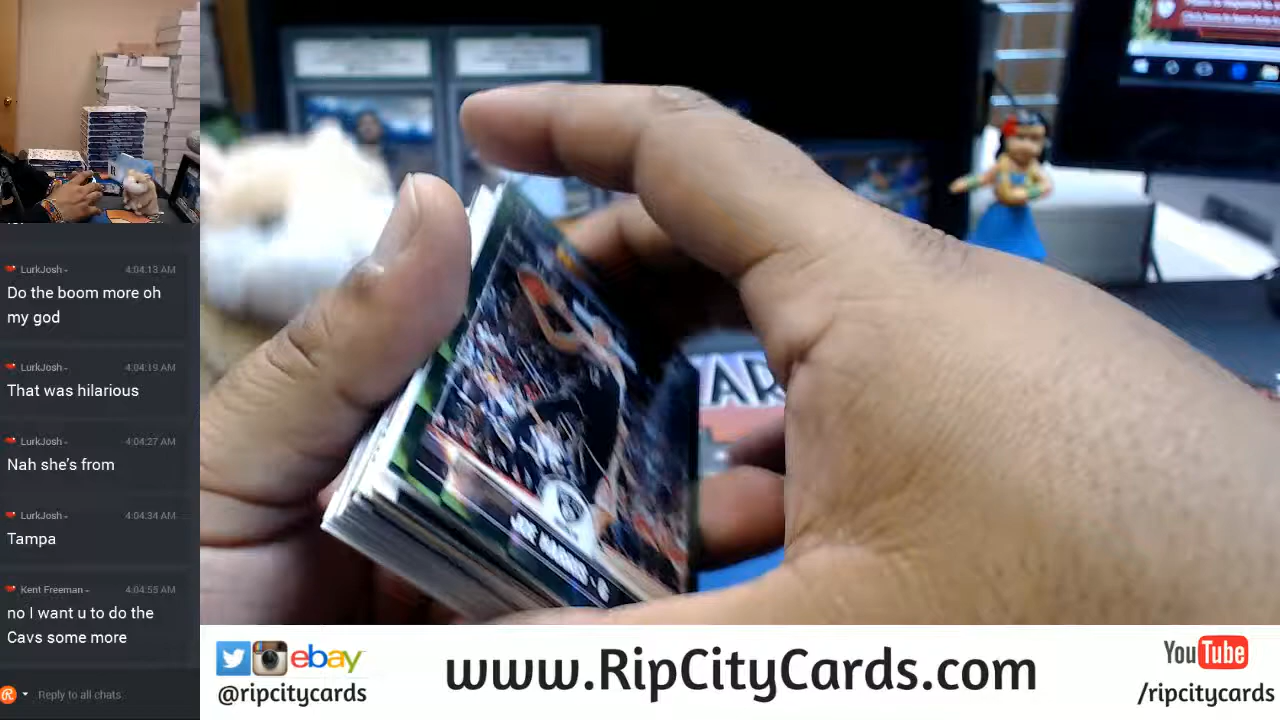 LurkJosh - 4:04:13 AM
Do the boom more oh
my god
LurkJosh - 4:04:19 AM
That was hilarious
LurkJosh - 4:04:27 AM
Nah she's from
LurkJosh - 4:04:34 AM
Tampa
Kent Freeman - 4:04:55 AM
no I want u to do the
Cavs some more
Reply to all chats.
JOE HARRIS - G
ebay
@ripcitycards
www.RipCityCards.com
YouTube
/ripcitycards